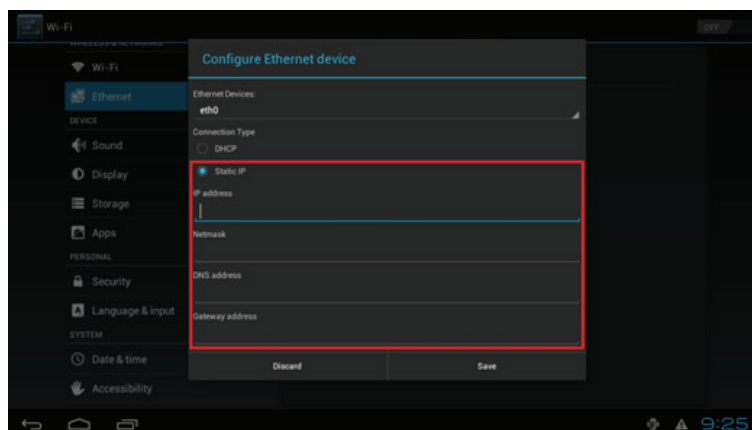 Wi-Fi
OFF
WIRELESS & NETWORKS
Wi-Fi
Ethernet
DEVICE
Sound
Display
Storage
Apps
PERSONAL
Security
A Language & input
SYSTEM
Date & time
Accessibility
Configure Ethernet device
Ethernet Devices:
eth0
Connection Type
DHCP
Static IP
IP address
Netmask
DNS address
Gateway address
Discard Save
9:25